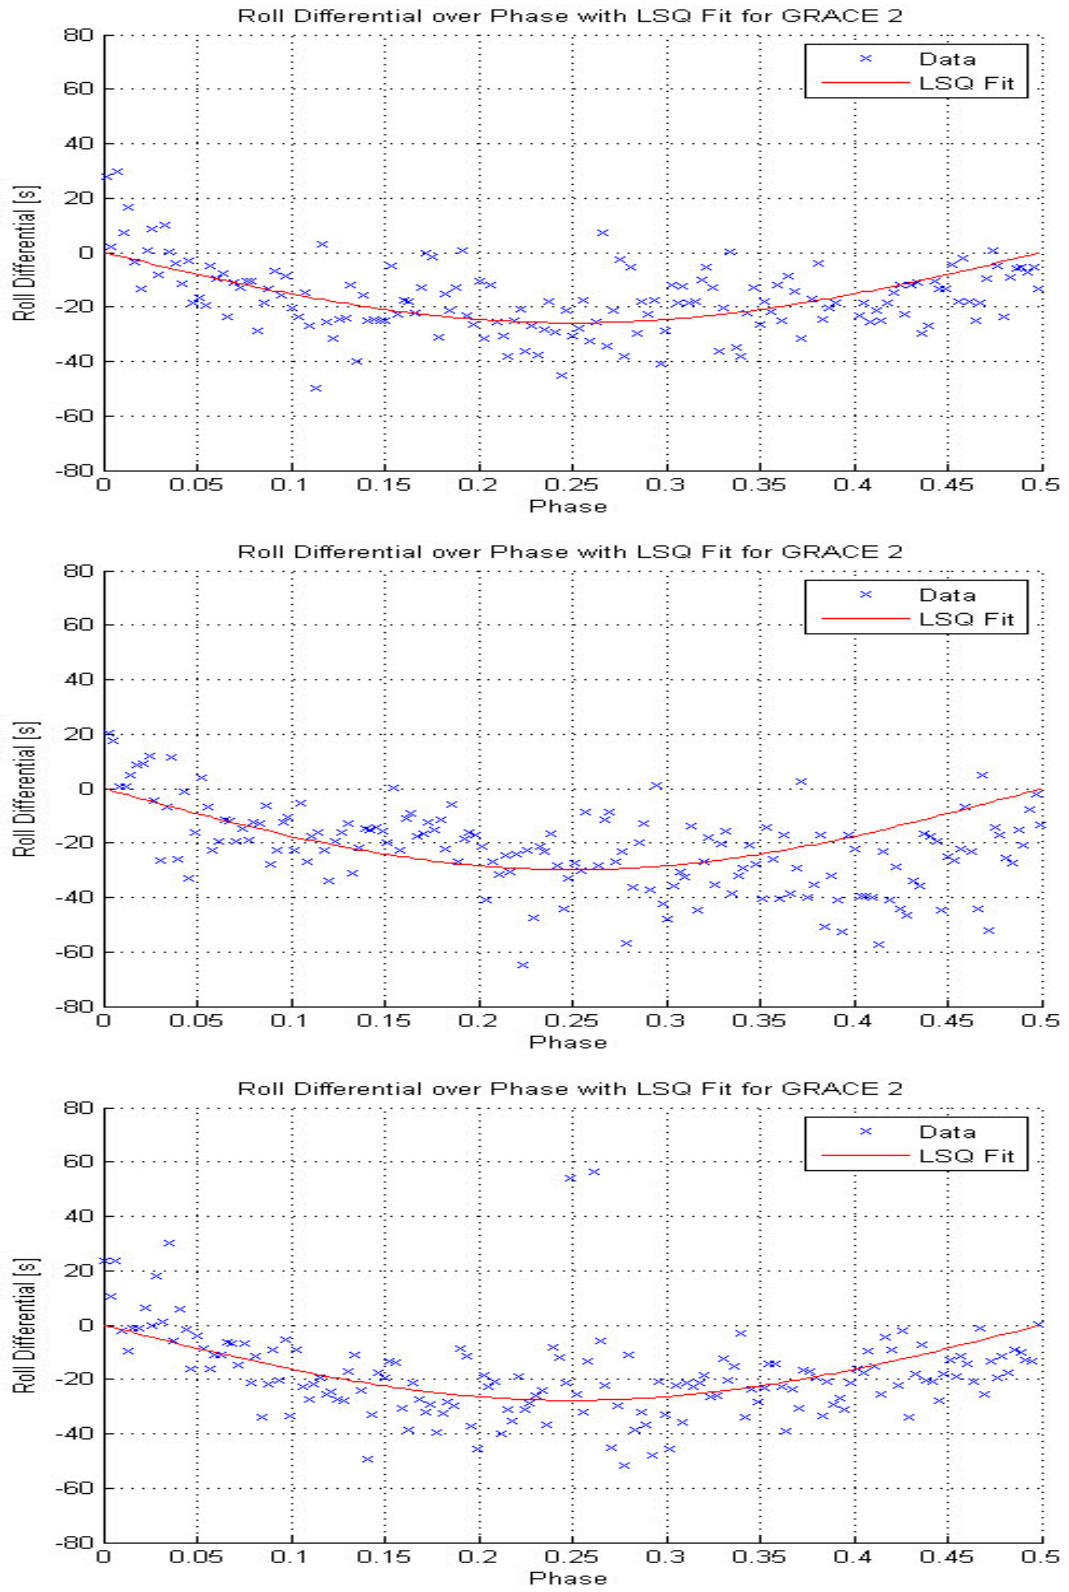 Roll Differential over Phase with LSQ Fit for GRACE 2
80
60
40
20
0
-20
-40
-60
-80
Roll Differential [s]
Data
LSQ Fit
0 0.05 0.1 0.15 0.2 0.25 0.3 0.35 0.4 0.45 0.5
Phase
Roll Differential over Phase with LSQ Fit for GRACE 2
80
60
40
20
0
-20
-40
-60
-80
Roll Differential [s]
Data
LSQ Fit
0 0.05 0.1 0.15 0.2 0.25 0.3 0.35 0.4 0.45 0.5
Phase
Roll Differential over Phase with LSQ Fit for GRACE 2
80
60
40
20
0
-20
-40
-60
-80
Roll Differential [s]
Data
LSQ Fit
0 0.05 0.1 0.15 0.2 0.25 0.3 0.35 0.4 0.45 0.5
Phase